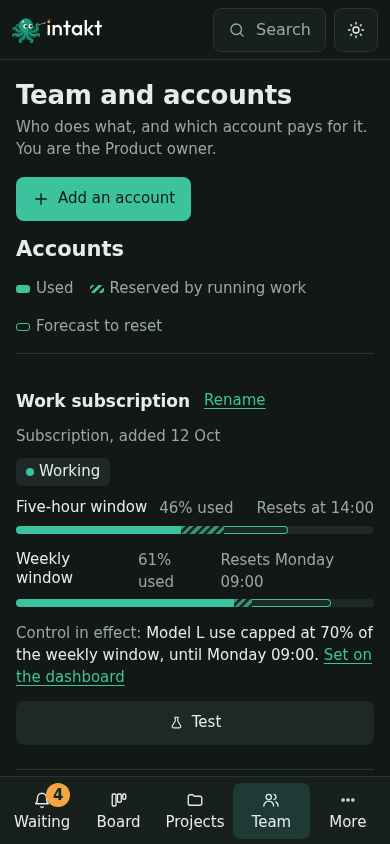 intakt
Search
Team and accounts
Who does what, and which account pays for it.
You are the Product owner.
Add an account
Accounts
Used
Reserved by running work
Forecast to reset
Work subscription
Rename
Subscription, added 12 Oct
Working
Five-hour window
46% used
Resets at 14:00
Weekly
window
61%
used
Resets Monday
09:00
Control in effect: Model L use capped at 70% of
the weekly window, until Monday 09:00. Set on
the dashboard
Test
4
Waiting
Board
Projects
Team
More